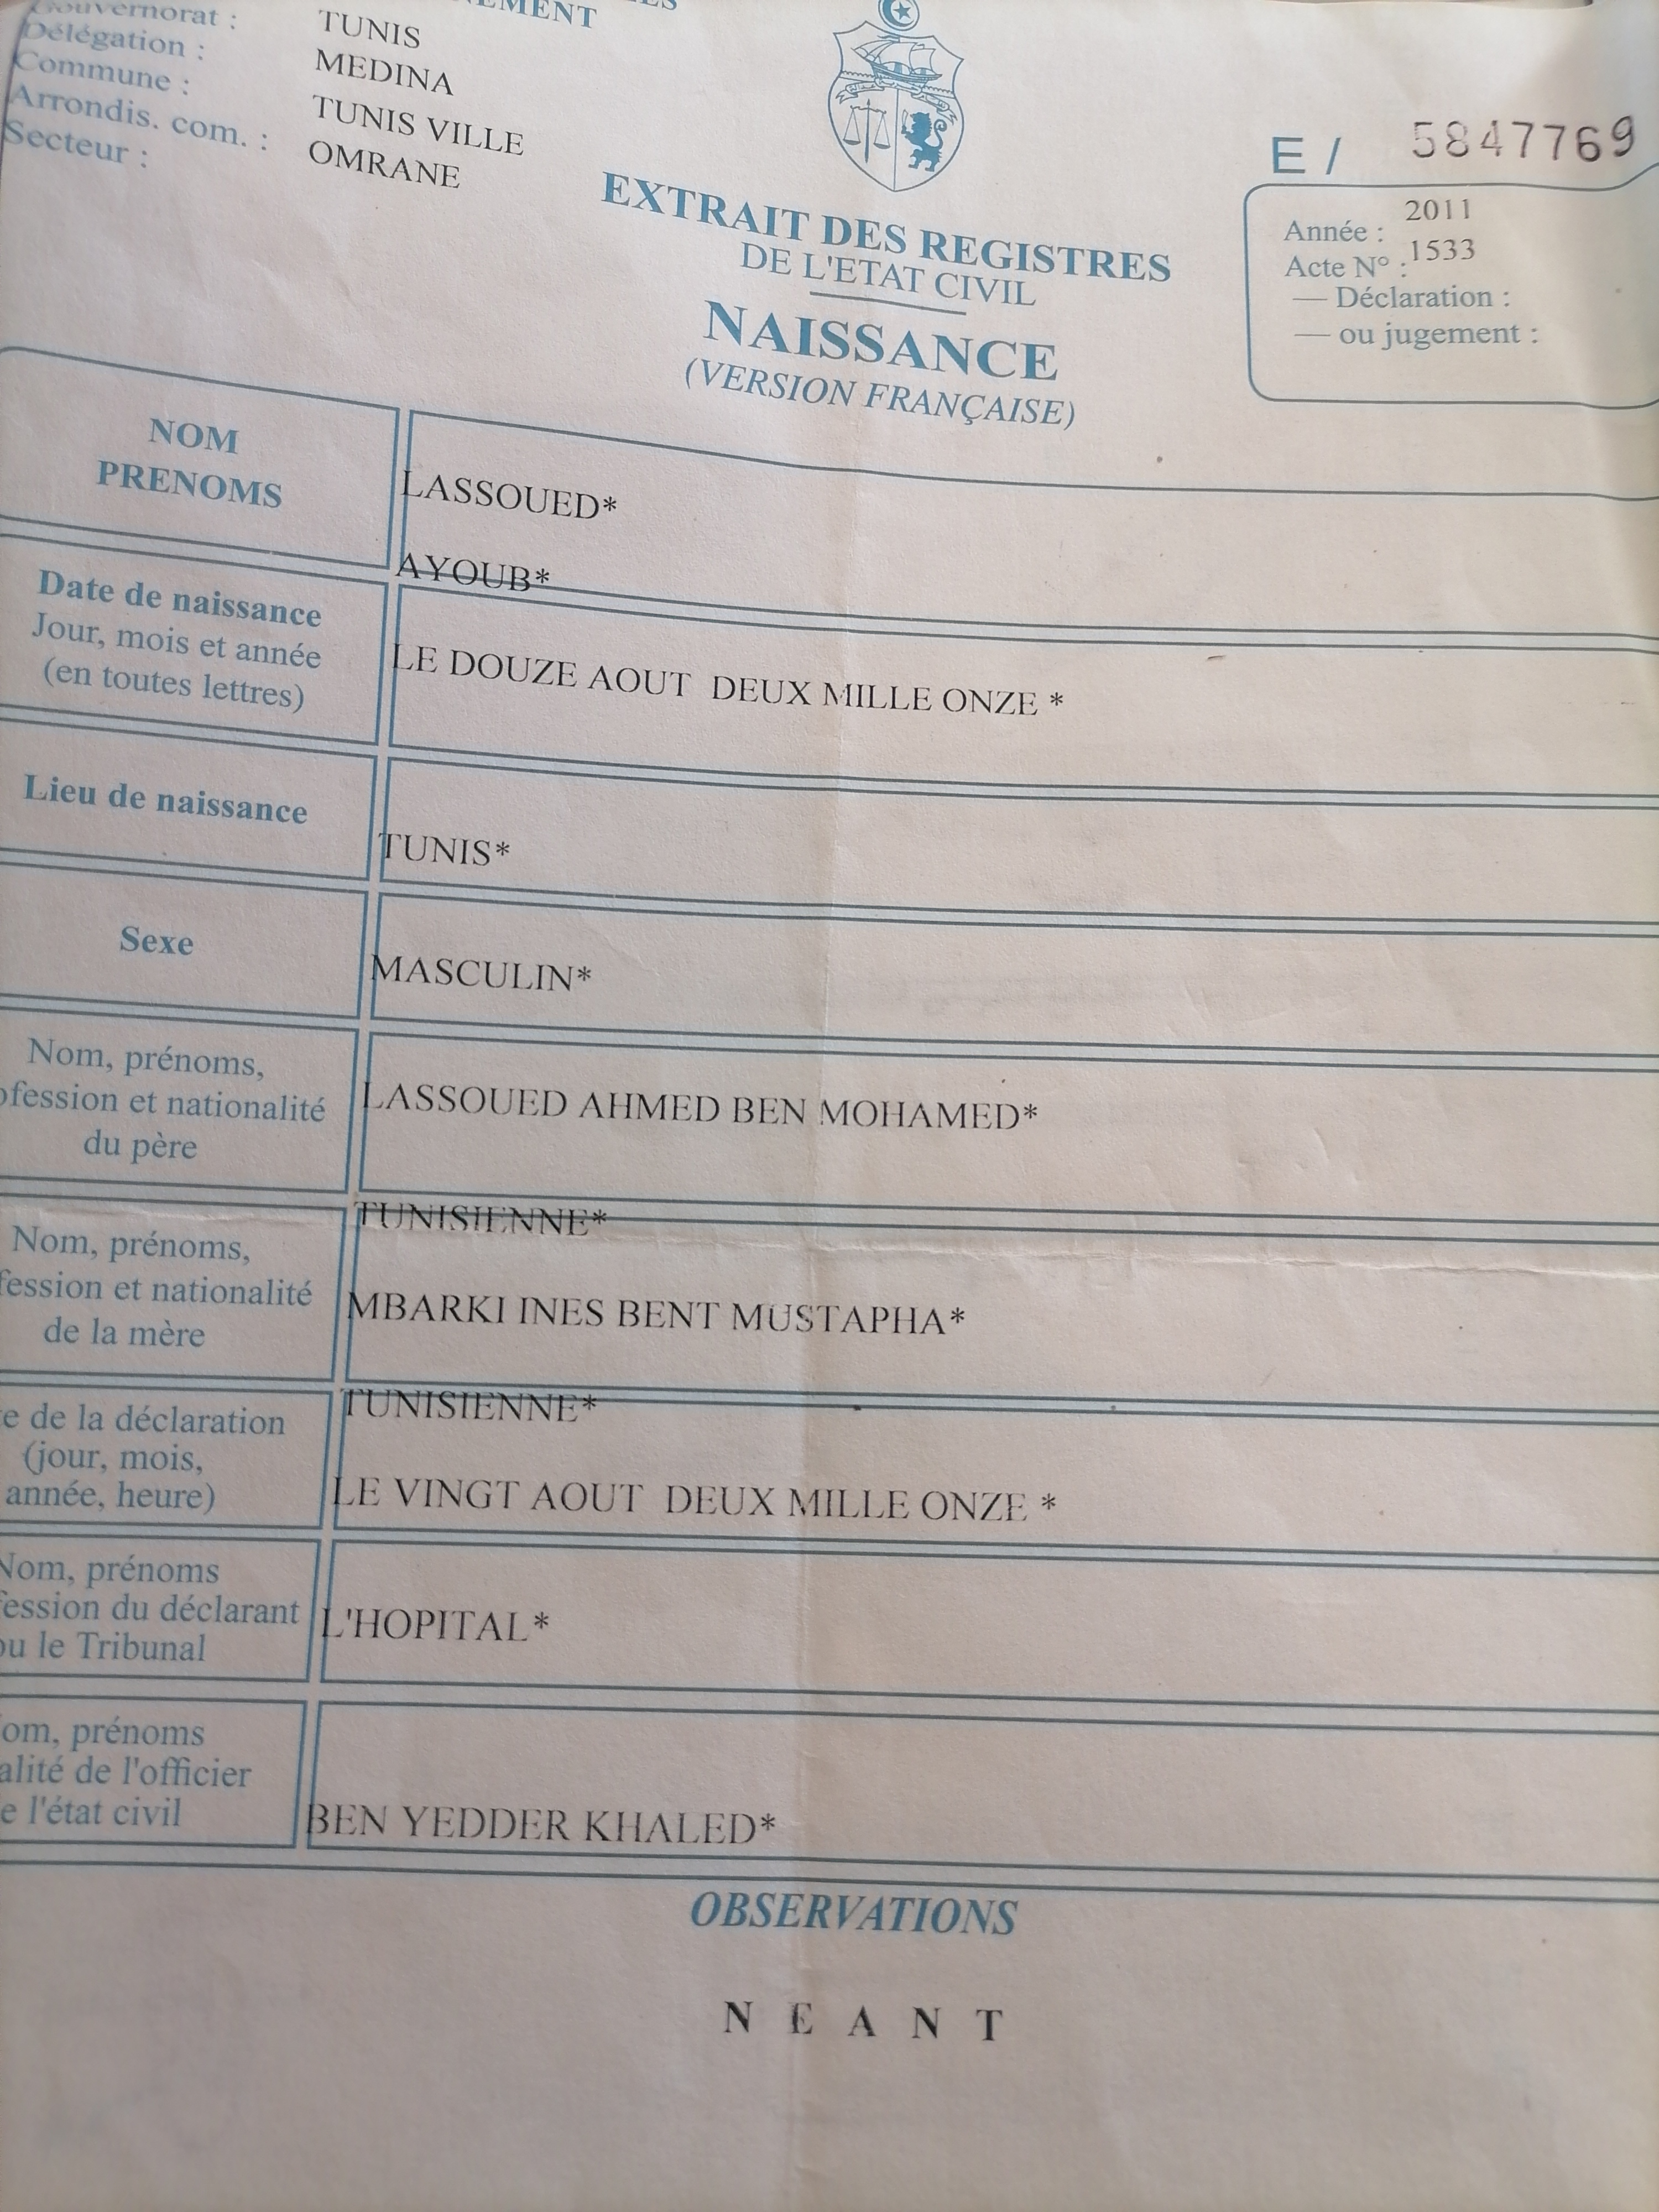 NEMENT
Gouvernorat : TUNIS
Délégation : MEDINA
Commune : TUNIS VILLE
Arrondis. com. : OMRANE
Secteur :
E / 5847769
Année : 2011
Acte N° : 1533
— Déclaration :
— ou jugement :
EXTRAIT DES REGISTRES
DE L'ETAT CIVIL
NAISSANCE
(VERSION FRANÇAISE)
NOM
PRENOMS
LASSOUED*
AYOUB*
Date de naissance
Jour, mois et année
(en toutes lettres)
LE DOUZE AOUT DEUX MILLE ONZE *
Lieu de naissance
TUNIS*
Sexe
MASCULIN*
Nom, prénoms,
ofession et nationalité
du père
LASSOUED AHMED BEN MOHAMED*
TUNISIENNE*
Nom, prénoms,
fession et nationalité
de la mère
MBARKI INES BENT MUSTAPHA*
TUNISIENNE*
e de la déclaration
(jour, mois,
année, heure)
LE VINGT AOUT DEUX MILLE ONZE *
Nom, prénoms
fession du déclarant
ou le Tribunal
L'HOPITAL*
om, prénoms
alité de l'officier
e l'état civil
BEN YEDDER KHALED*
OBSERVATIONS
N E A N T